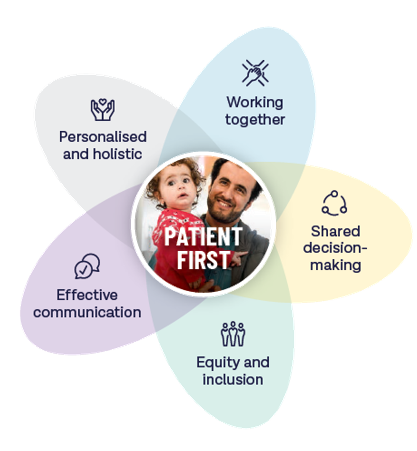 Working
together
Personalised
and holistic
PATIENT
FIRST
Shared
decision-
making
Effective
communication
Equity and
inclusion